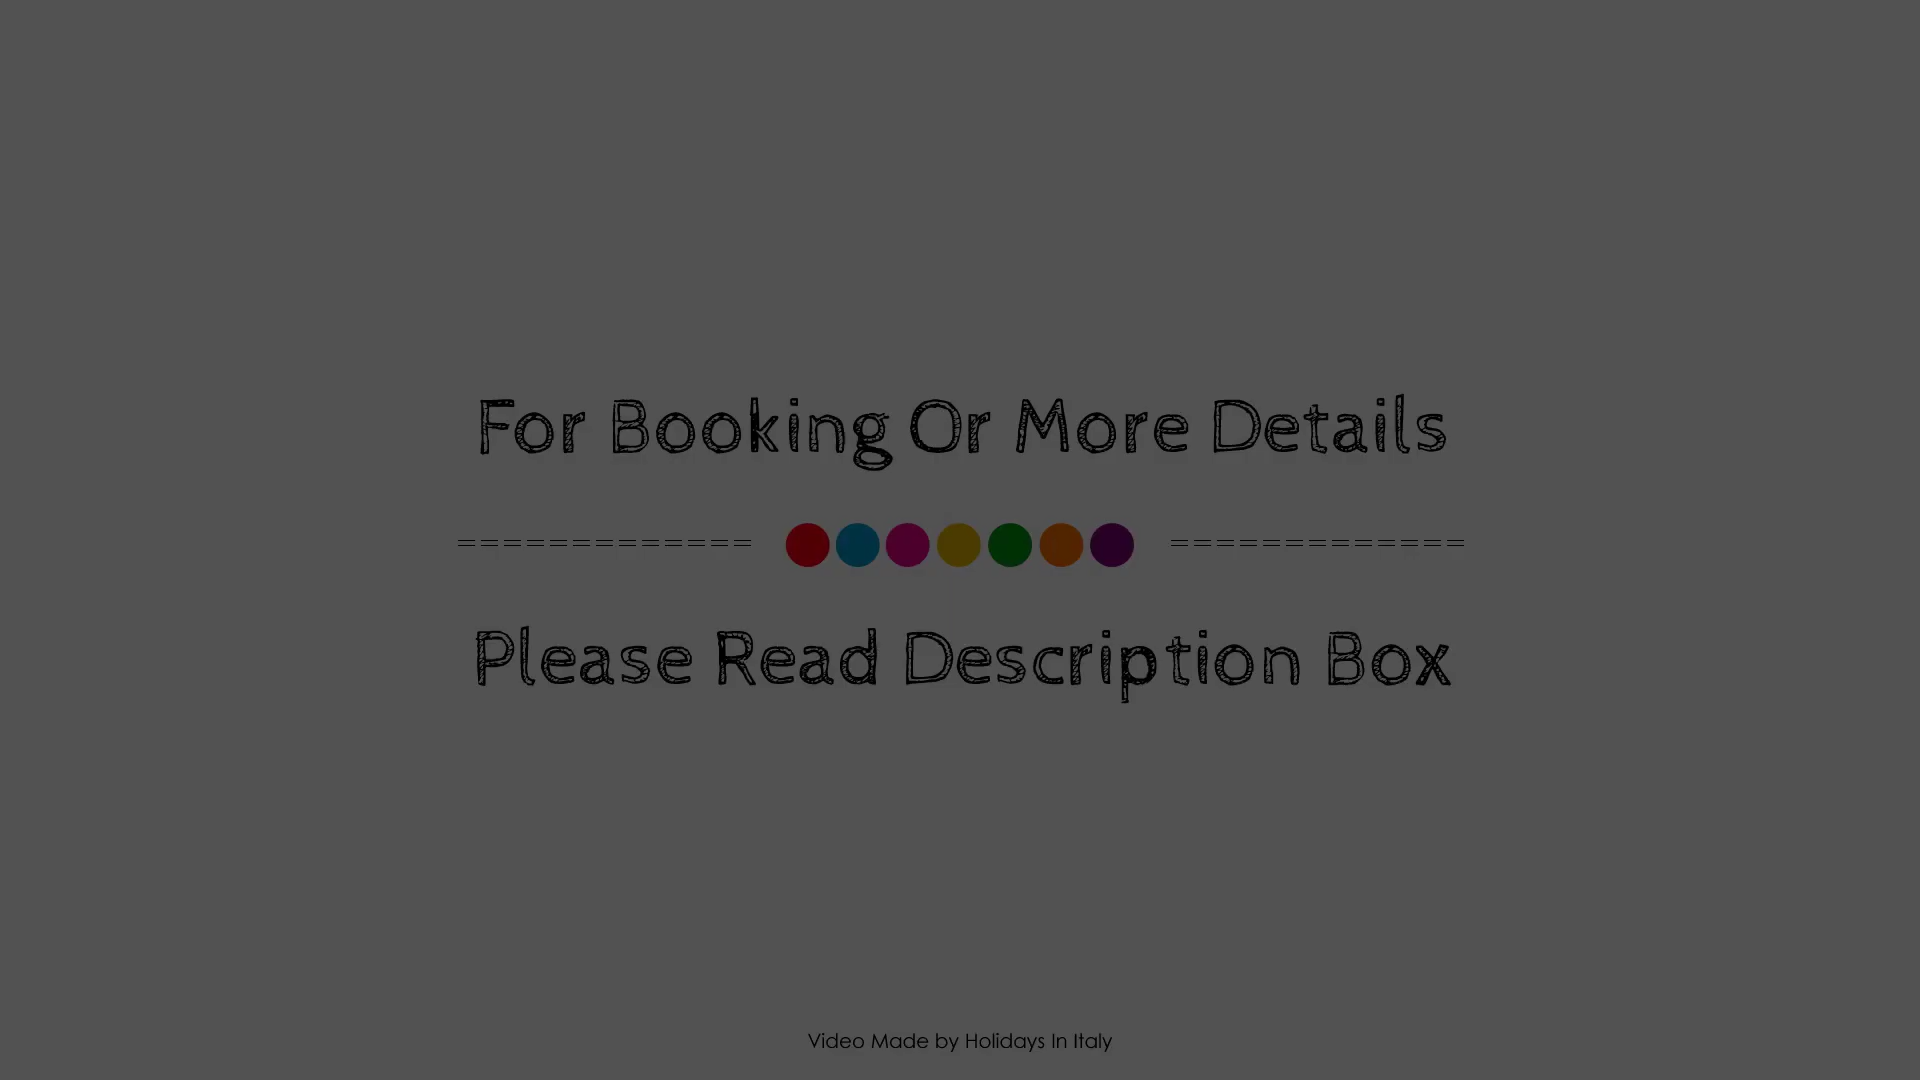 For Booking Or More Details
============= =============
Please Read Description Box
Video Made by Holidays In Italy